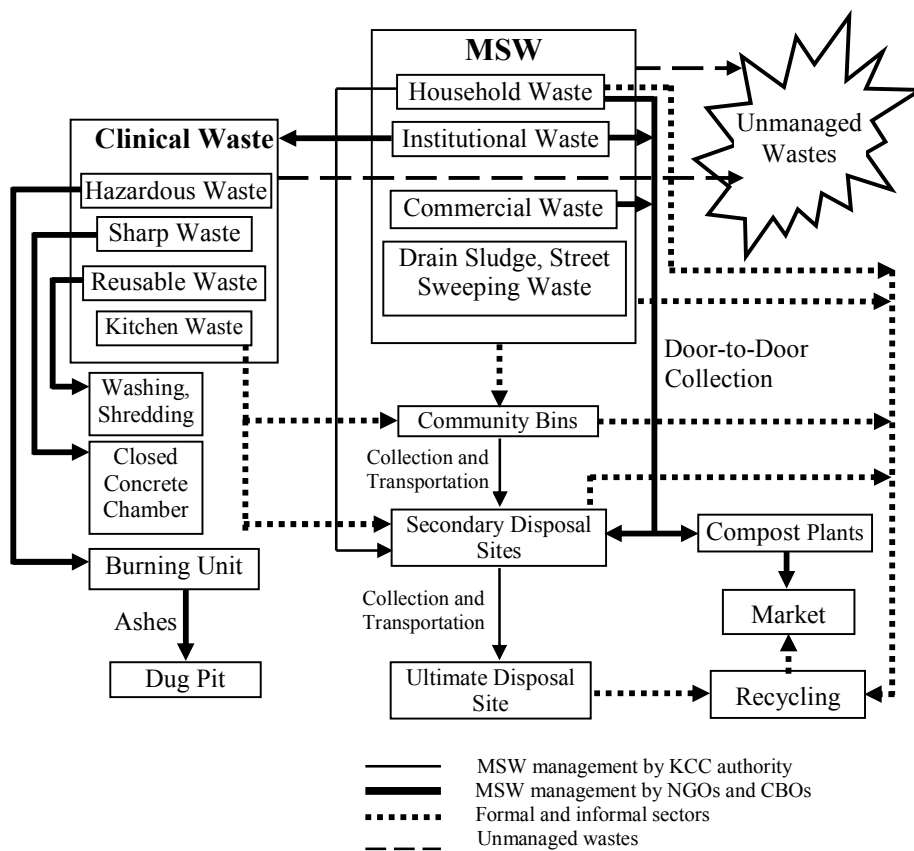 MSW
Household Waste
Institutional Waste
Commercial Waste
Drain Sludge, Street
Sweeping Waste
Unmanaged
Wastes
Clinical Waste
Hazardous Waste
Sharp Waste
Reusable Waste
Kitchen Waste
Washing,
Shredding
Closed
Concrete
Chamber
Burning Unit
Ashes
Dug Pit
Door-to-Door
Collection
Community Bins
Collection and
Transportation
Secondary Disposal
Sites
Collection and
Transportation
Ultimate Disposal
Site
Compost Plants
Market
Recycling
MSW management by KCC authority
MSW management by NGOs and CBOs
Formal and informal sectors
Unmanaged wastes